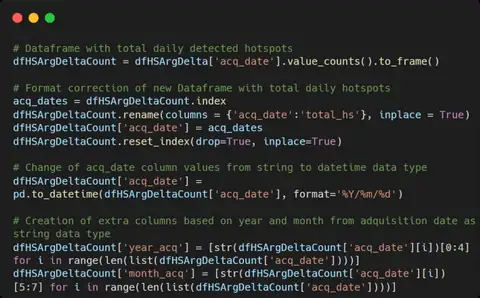 # Dataframe with total daily detected hotspots
dfHSArgDeltaCount = dfHSArgDelta['acq_date'].value_counts().to_frame()
# Format correction of new Dataframe with total daily hotspots
acq_dates = dfHSArgDeltaCount.index
dfHSArgDeltaCount.rename(columns = {'acq_date':'total_hs'}, inplace = True)
dfHSArgDeltaCount['acq_date'] = acq_dates
dfHSArgDeltaCount.reset_index(drop=True, inplace=True)
# Change of acq_date column values from string to datetime data type
dfHSArgDeltaCount['acq_date'] =
pd.to_datetime(dfHSArgDeltaCount['acq_date'], format='%Y/%m/%d')
# Creation of extra columns based on year and month from adquisition date as
string data type
dfHSArgDeltaCount['year_acq'] = [str(dfHSArgDeltaCount['acq_date'][i])[0:4]
for i in range(len(list(dfHSArgDeltaCount['acq_date'])))]
dfHSArgDeltaCount['month_acq'] = [str(dfHSArgDeltaCount['acq_date'][i])
[5:7] for i in range(len(list(dfHSArgDeltaCount['acq_date'])))]